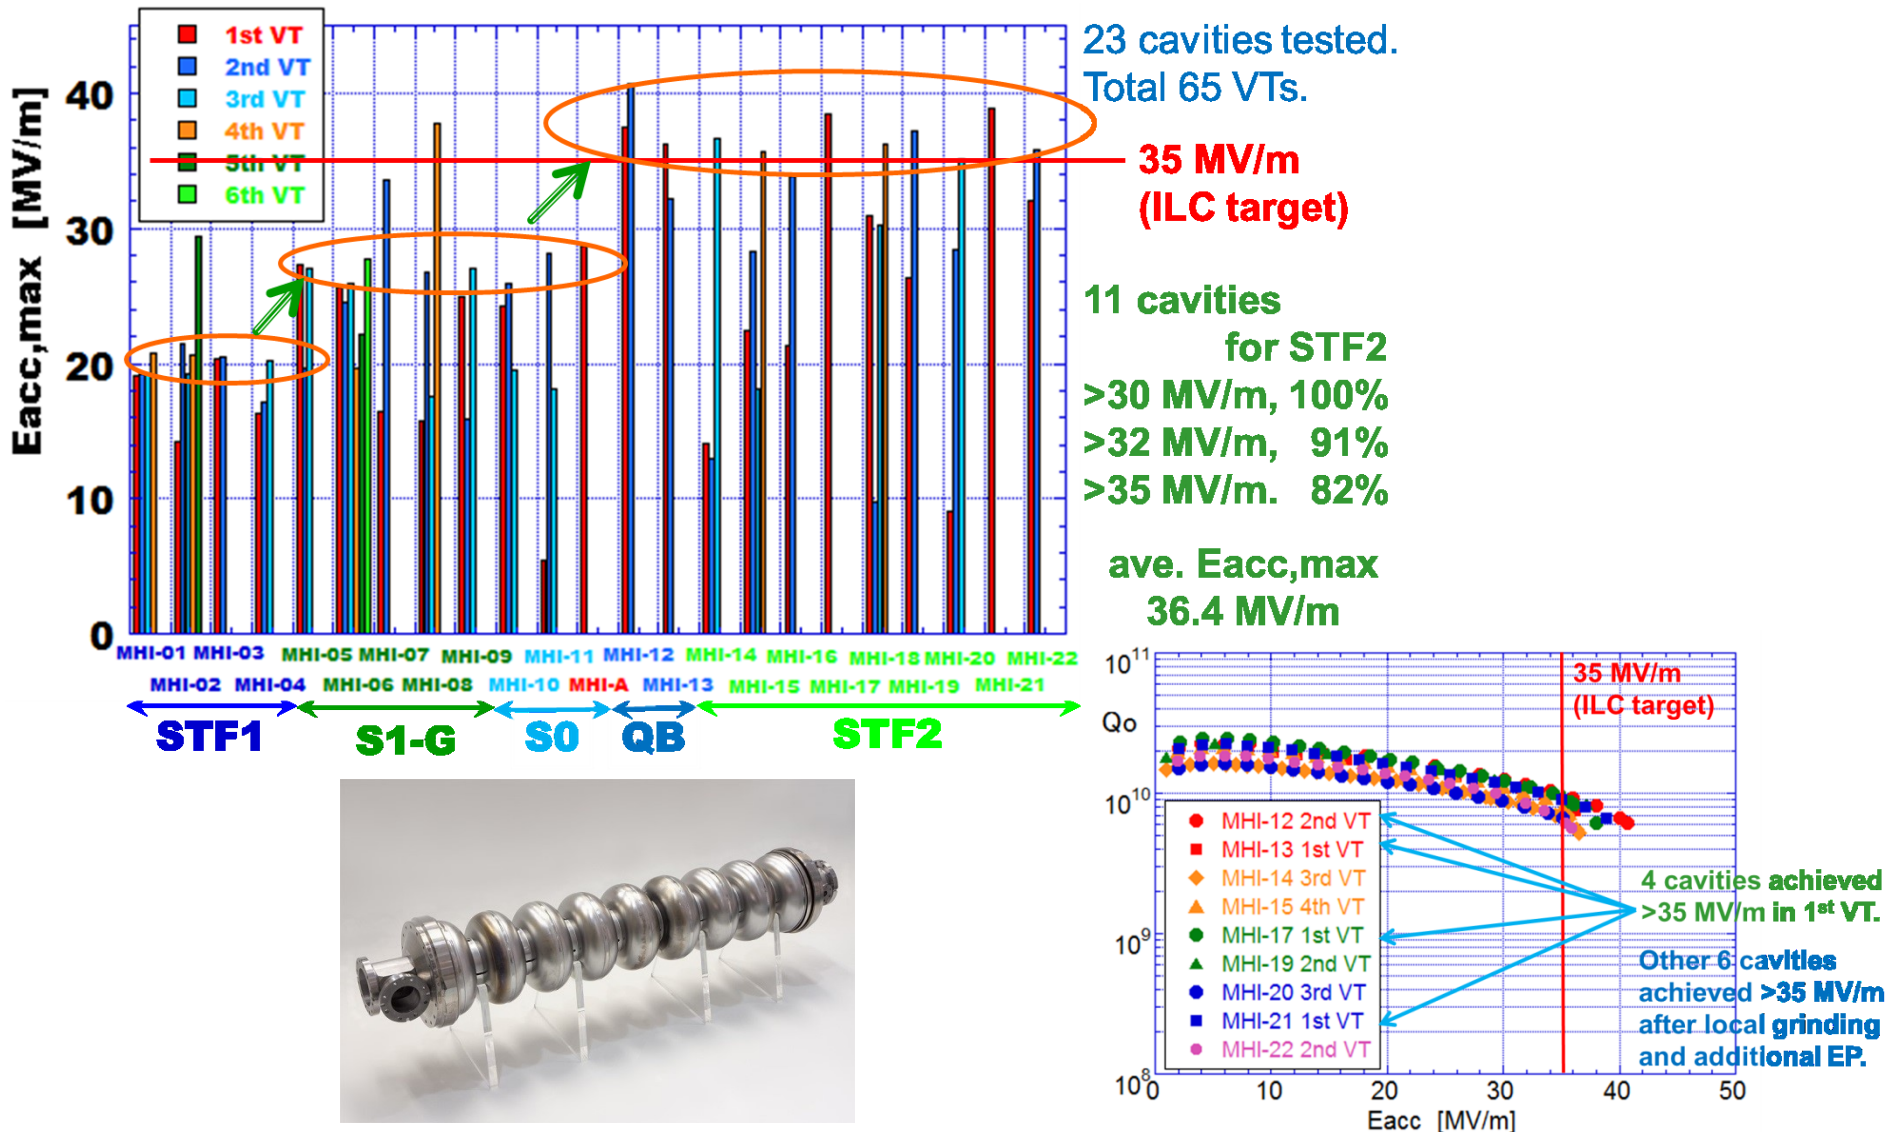 1st VT
2nd VT
3rd VT
4th VT
5th VT
6th VT
Eacc,max [MV/m]
40
30
20
10
0
MHI-01 MHI-03 MHI-05 MHI-07 MHI-09 MHI-11 MHI-12 MHI-14 MHI-16 MHI-18 MHI-20 MHI-22
MHI-02 MHI-04 MHI-06 MHI-08 MHI-10 MHI-A MHI-13 MHI-15 MHI-17 MHI-19 MHI-21
STF1 S1-G S0 QB STF2
23 cavities tested.
Total 65 VTs.
35 MV/m
(ILC target)
11 cavities
for STF2
>30 MV/m, 100%
>32 MV/m, 91%
>35 MV/m. 82%
ave. Eacc,max
36.4 MV/m
10¹¹
Qo
10¹⁰
10⁹
10⁸
35 MV/m
(ILC target)
MHI-12 2nd VT
MHI-13 1st VT
MHI-14 3rd VT
MHI-15 4th VT
MHI-17 1st VT
MHI-19 2nd VT
MHI-20 3rd VT
MHI-21 1st VT
MHI-22 2nd VT
4 cavities achieved
>35 MV/m in 1st VT.
Other 6 cavities
achieved >35 MV/m
after local grinding
and additional EP.
0 10 20 30 40 50
Eacc [MV/m]